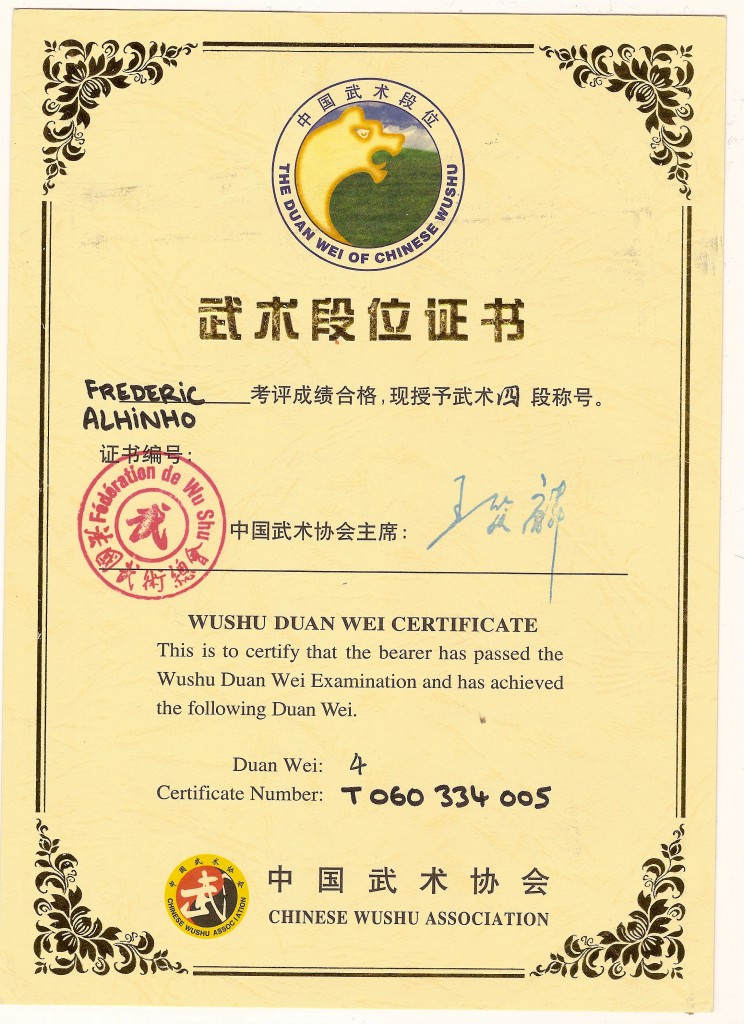 中国武术段位
THE DUAN WEI OF CHINESE WUSHU
武术段位证书
FREDERIC ALHINHO 考评成绩合格,现授予武术四段称号。
证书编号:
Fédération de Wu Shu
武
國武術總會
中国武术协会主席:
WUSHU DUAN WEI CERTIFICATE
This is to certify that the bearer has passed the
Wushu Duan Wei Examination and has achieved
the following Duan Wei.
Duan Wei: 4
Certificate Number: T 060 334 005
中国武术协会
武
CHINESE WUSHU ASSOCIATION
中国武术协会
CHINESE WUSHU ASSOCIATION